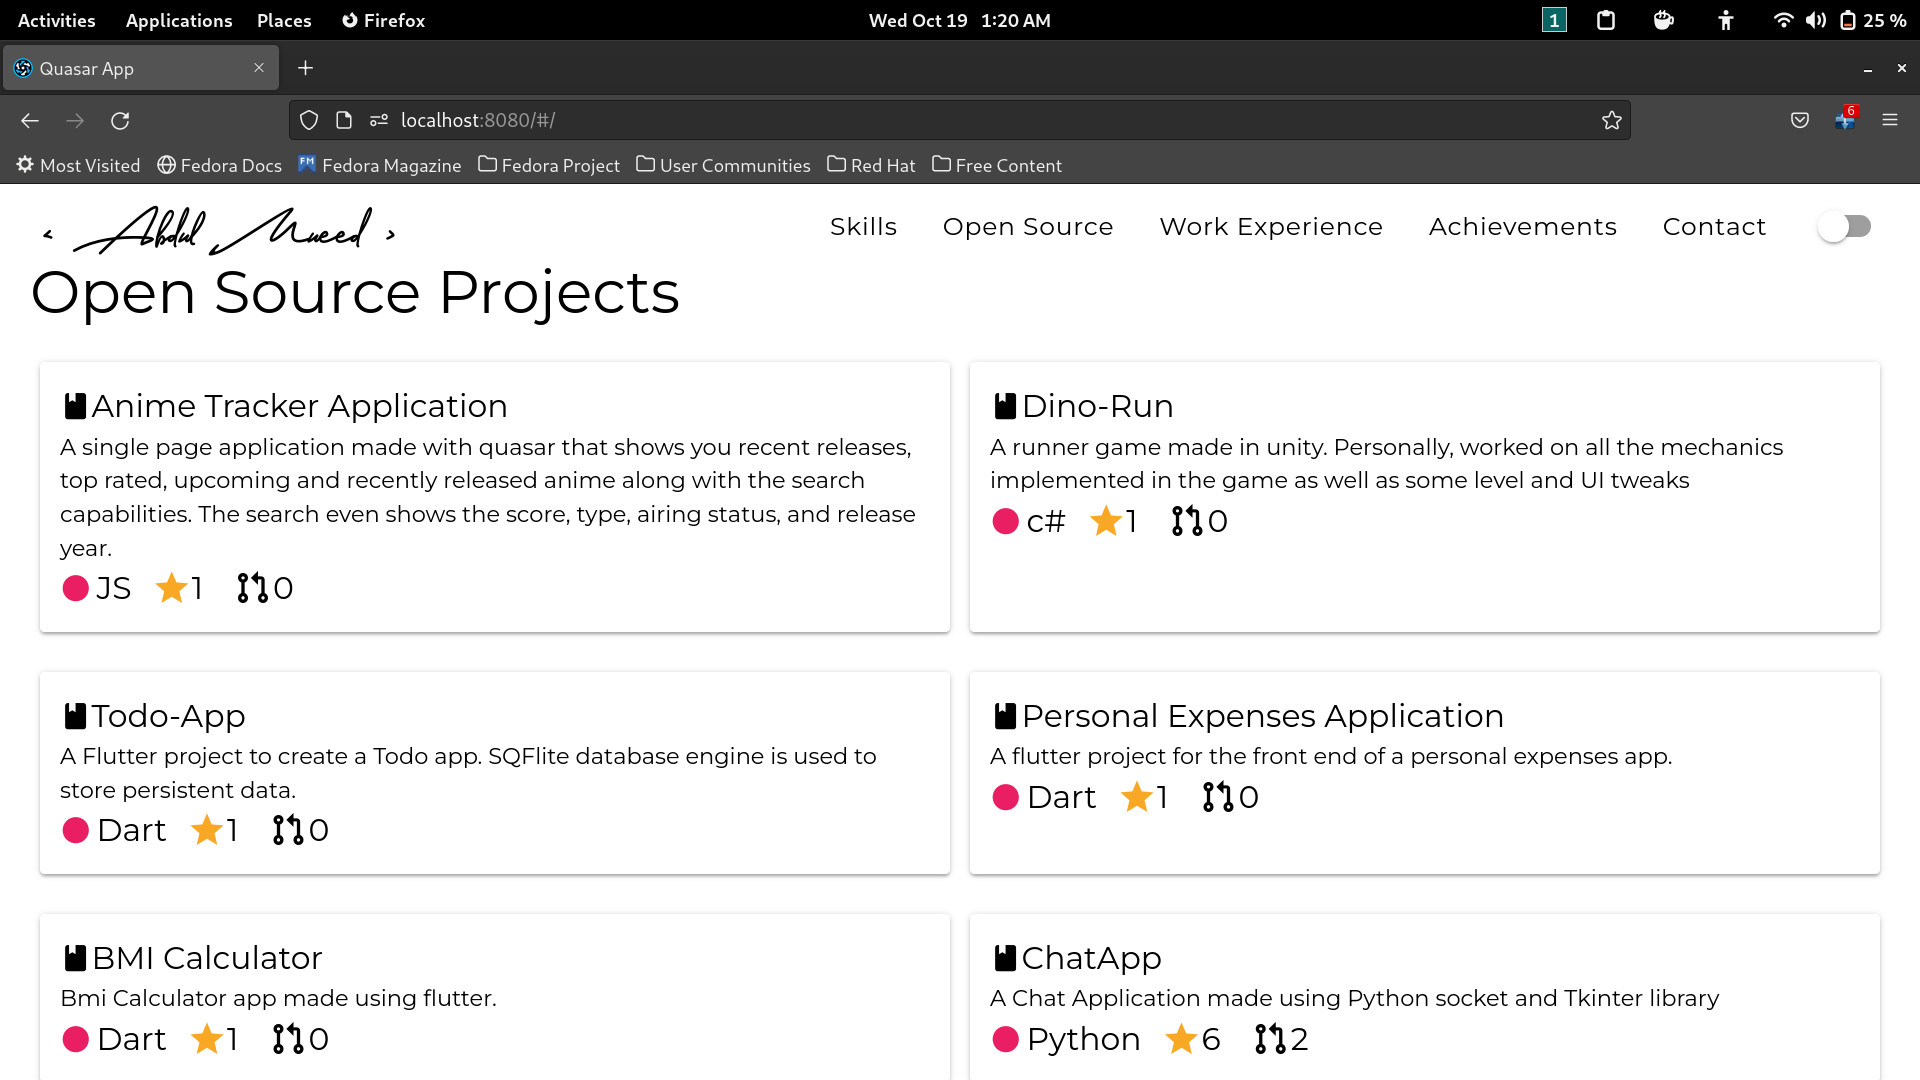 Activities Applications Places Firefox Wed Oct 19 1:20 AM 1 25 %
Quasar App
localhost:8080/#/ 6
Most Visited Fedora Docs FM Fedora Magazine Fedora Project User Communities Red Hat Free Content
< Abdul Mueed > Skills Open Source Work Experience Achievements Contact
Open Source Projects
Anime Tracker Application
A single page application made with quasar that shows you recent releases,
top rated, upcoming and recently released anime along with the search
capabilities. The search even shows the score, type, airing status, and release
year.
JS 1 0
Dino-Run
A runner game made in unity. Personally, worked on all the mechanics
implemented in the game as well as some level and UI tweaks
c# 1 0
Todo-App
A Flutter project to create a Todo app. SQFlite database engine is used to
store persistent data.
Dart 1 0
Personal Expenses Application
A flutter project for the front end of a personal expenses app.
Dart 1 0
BMI Calculator
Bmi Calculator app made using flutter.
Dart 1 0
ChatApp
A Chat Application made using Python socket and Tkinter library
Python 6 2